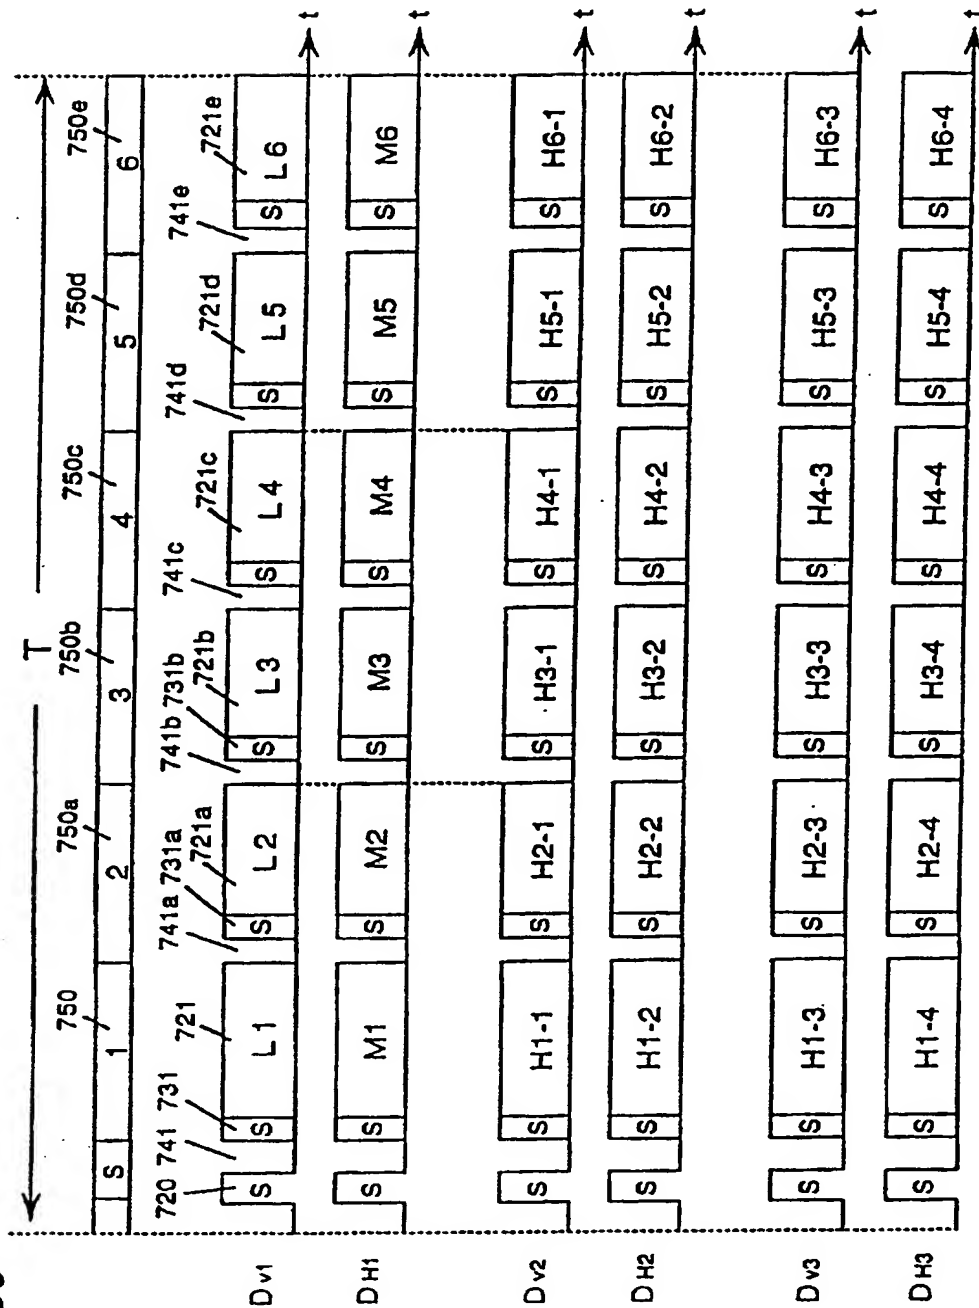 T
750 750a 750b 750c 750d 750e
S 1 2 3 4 5 6
720 741 731 721 741a 731a 721a 741b 731b 721b 741c 721c 741d 721d 741e 721e
Dv1 S S L1 S L2 S L3 S L4 S L5 S L6 t
DH1 S S M1 S M2 S M3 S M4 S M5 S M6 t
Dv2 S S H1-1 S H2-1 S H3-1 S H4-1 S H5-1 S H6-1 t
DH2 S S H1-2 S H2-2 S H3-2 S H4-2 S H5-2 S H6-2 t
Dv3 S S H1-3 S H2-3 S H3-3 S H4-3 S H5-3 S H6-3 t
DH3 S S H1-4 S H2-4 S H3-4 S H4-4 S H5-4 S H6-4 t